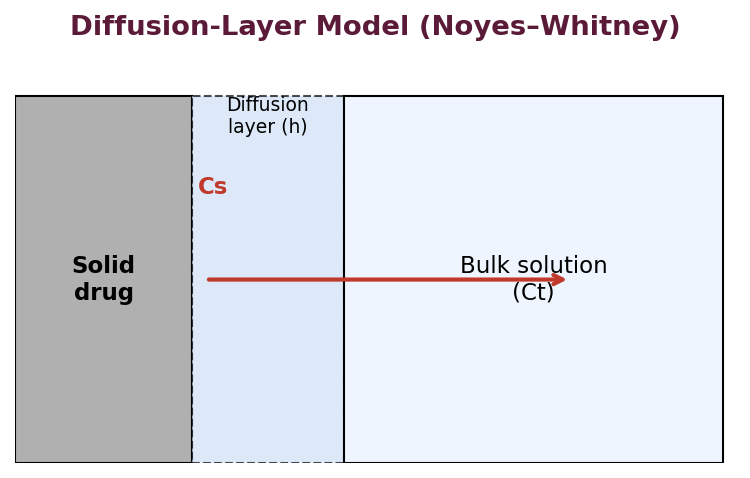 Diffusion-Layer Model (Noyes–Whitney)
Diffusion
layer (h)
Cs
Solid
drug
Bulk solution
(Ct)